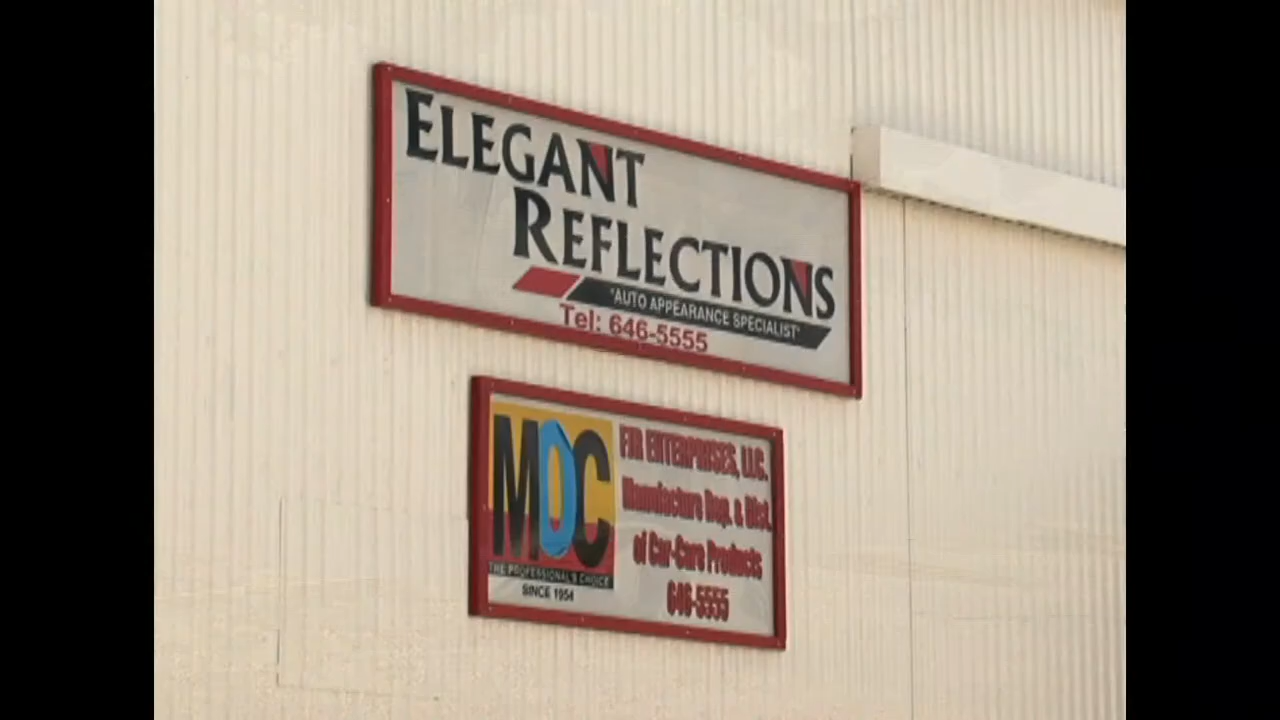 ELEGANT
REFLECTIONS
"AUTO APPEARANCE SPECIALIST"
Tel: 646-5555
MDC
THE PROFESSIONAL'S CHOICE
SINCE 1954
ENTERPRISES, LLC.
Manufacture Rep. & Dist.
of Car-Care Products
646-5555